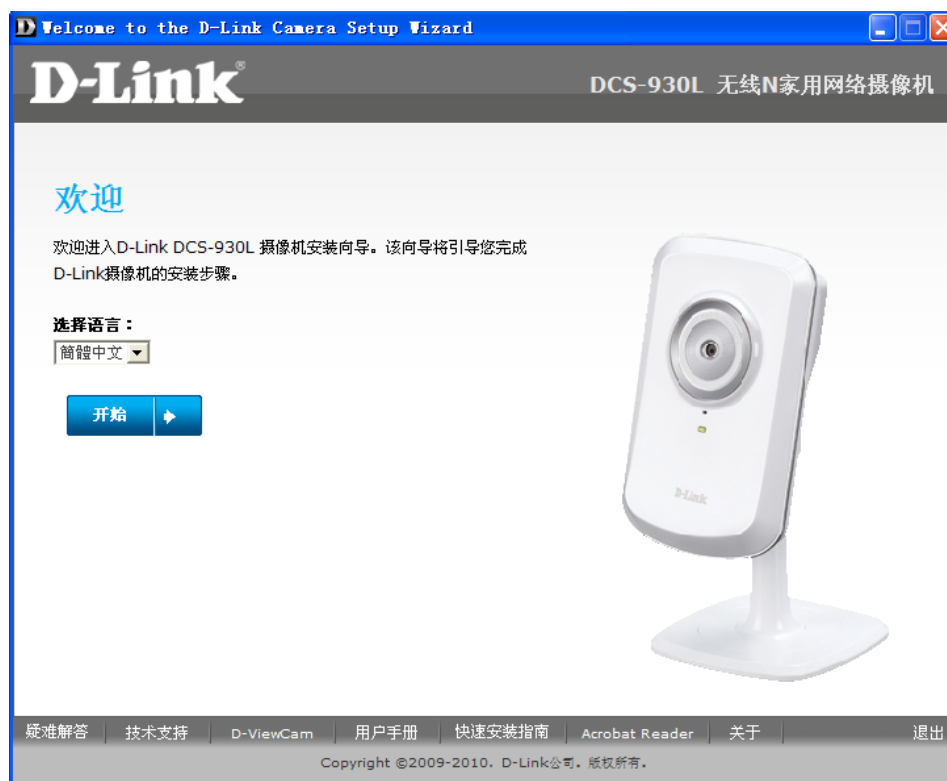 Welcome to the D-Link Camera Setup Wizard
D-Link®
DCS-930L 无线N家用网络摄像机
欢迎
欢迎进入D-Link DCS-930L 摄像机安装向导。该向导将引导您完成
D-Link摄像机的安装步骤。
选择语言：
簡體中文
开始
D-Link
疑难解答 技术支持 D-ViewCam 用户手册 快速安装指南 Acrobat Reader 关于 退出
Copyright ©2009-2010. D-Link公司. 版权所有.